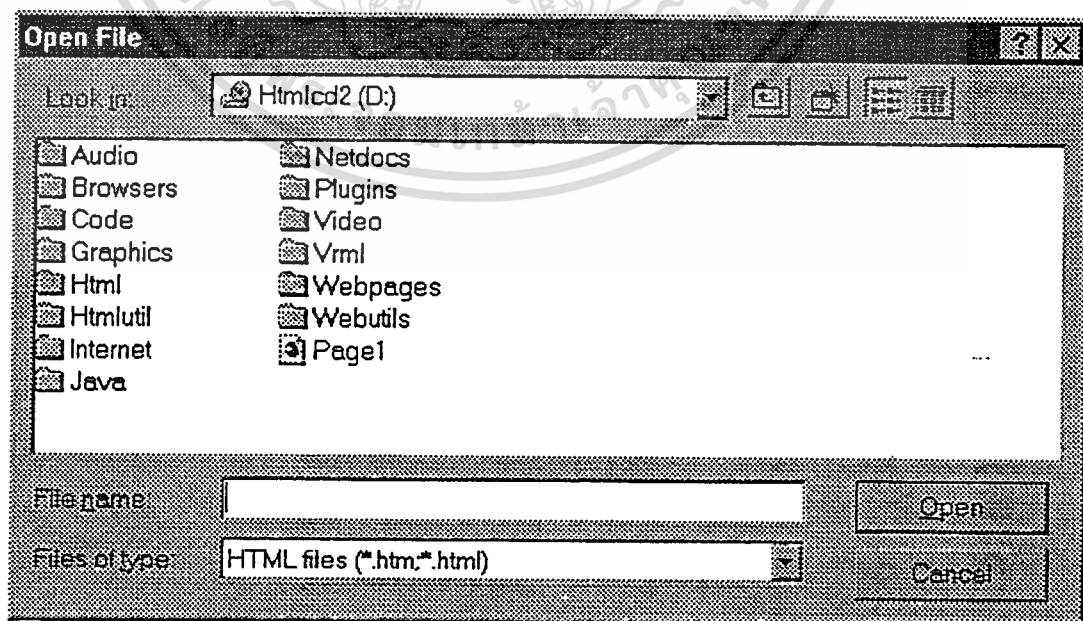 Open File
Look in: Htmlcd2 (D:)
Audio Netdocs
Browsers Plugins
Code Video
Graphics Vrml
Html Webpages
Htmlutil Webutils
Internet Page1
Java
File name:
Open
Files of type: HTML files (*.htm;*.html)
Cancel